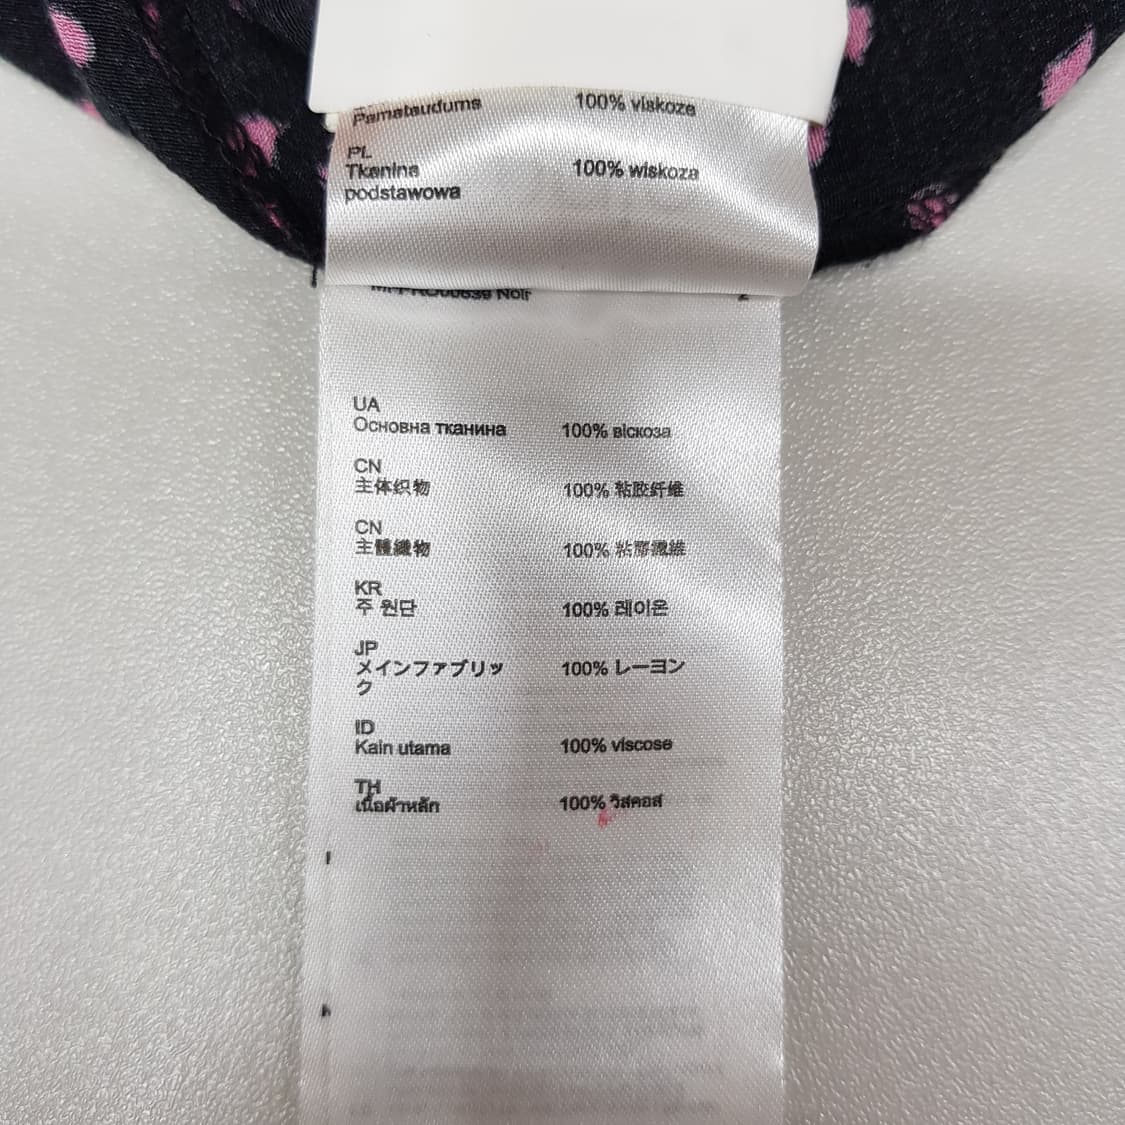 Pamataudums 100% viskoze
PL
Tkanina 100% wiskoza
podstawowa
Noir
UA
Основна тканина 100% віскоза
CN
主体织物 100% 粘胶纤维
CN
主體織物 100% 粘膠纖維
KR
주 원단 100% 레이온
JP
メインファブリッ 100% レーヨン
ク
ID
Kain utama 100% viscose
TH
เนื้อผ้าหลัก 100% วิสคอส